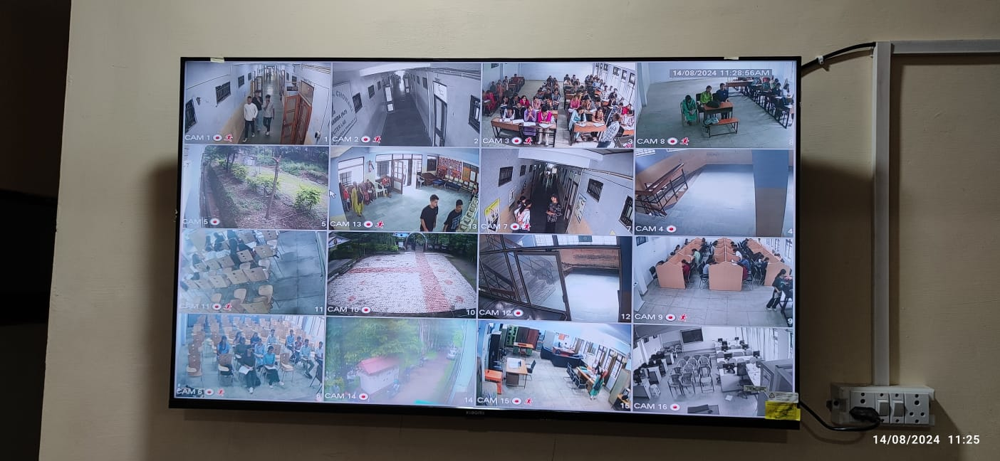 14/08/2024 11:28:56AM
CAM 1 1
CAM 2 2
CAM 3 3
CAM 8 8
CAM 5 5
CAM 13 13
CAM 7 7
CAM 4 4
CAM 11 11
CAM 10 10
CAM 12 12
CAM 9 9
CAM 6 6
CAM 14 14
CAM 15 15
CAM 16
xiaomi
14/08/2024 11:25